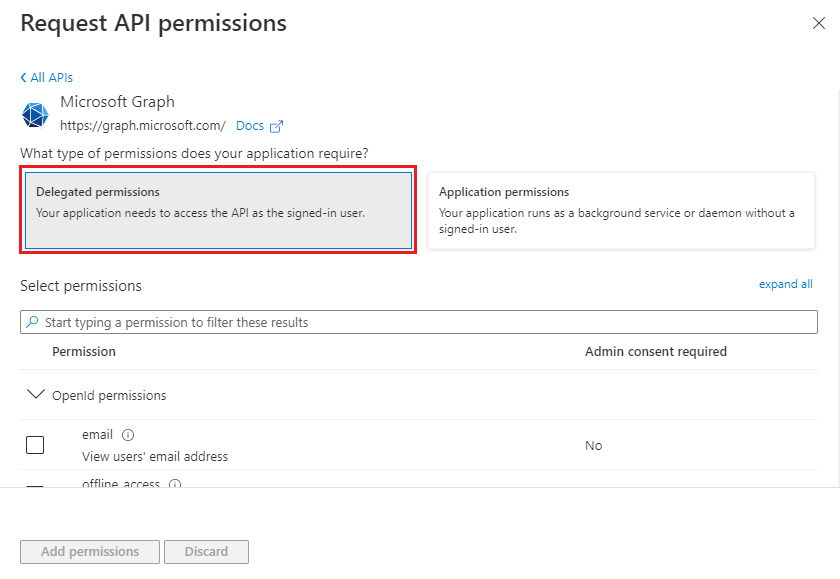 Request API permissions
All APIs
Microsoft Graph
https://graph.microsoft.com/ Docs
What type of permissions does your application require?
Delegated permissions
Your application needs to access the API as the signed-in user.
Application permissions
Your application runs as a background service or daemon without a
signed-in user.
Select permissions
expand all
Start typing a permission to filter these results
Permission
Admin consent required
OpenId permissions
email
View users' email address
No
offline_access
Add permissions
Discard